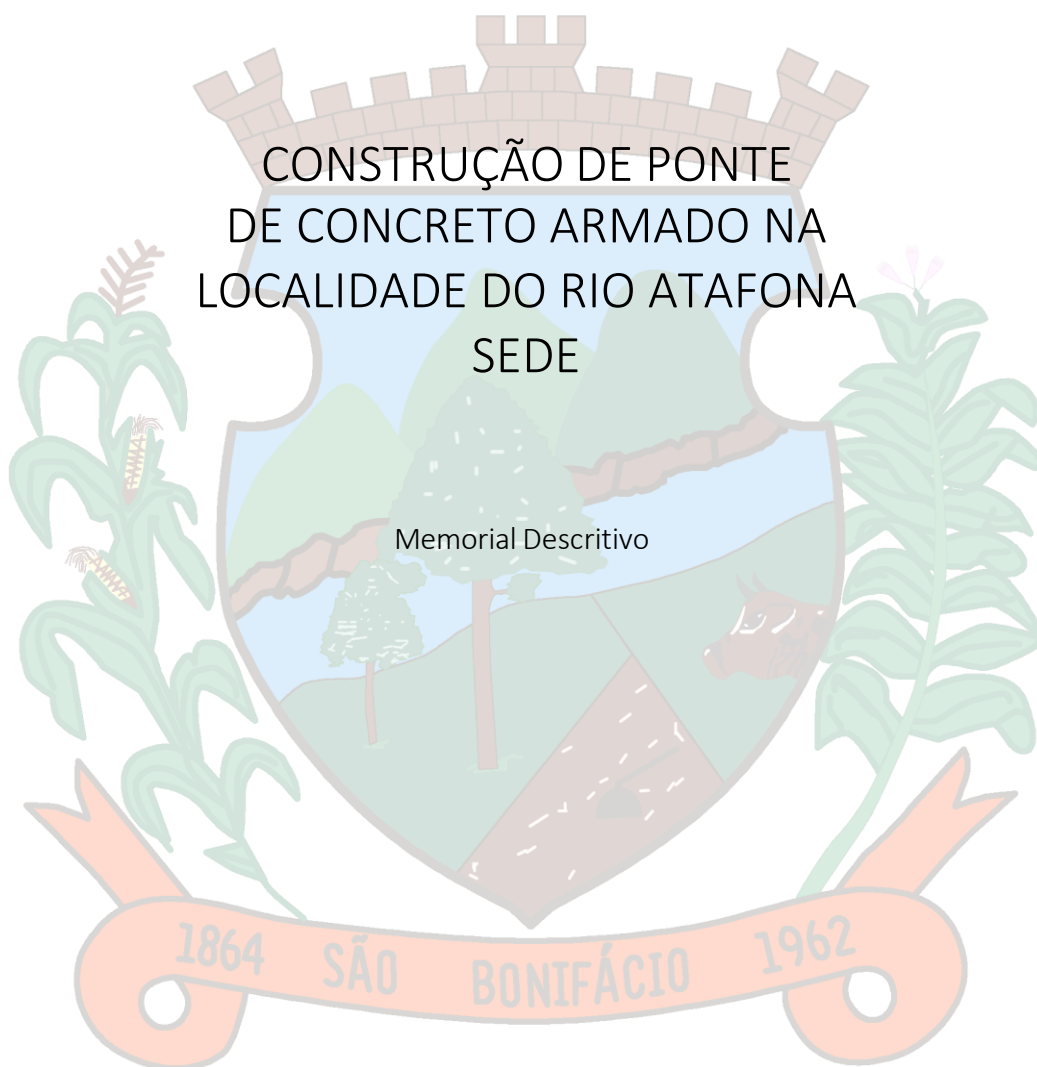 CONSTRUÇÃO DE PONTE
DE CONCRETO ARMADO NA
LOCALIDADE DO RIO ATAFONA
SEDE
Memorial Descritivo
1864 SÃO BONIFÁCIO 1962